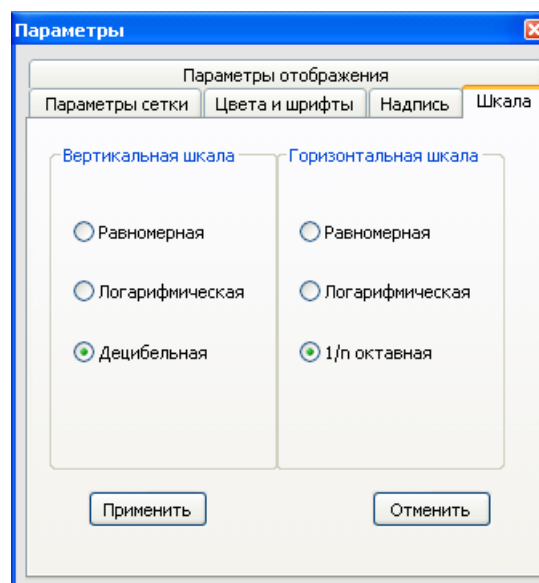 Параметры
Параметры отображения
Параметры сетки Цвета и шрифты Надпись Шкала
Вертикальная шкала Горизонтальная шкала
Равномерная Равномерная
Логарифмическая Логарифмическая
Децибельная 1/n октавная
Применить Отменить